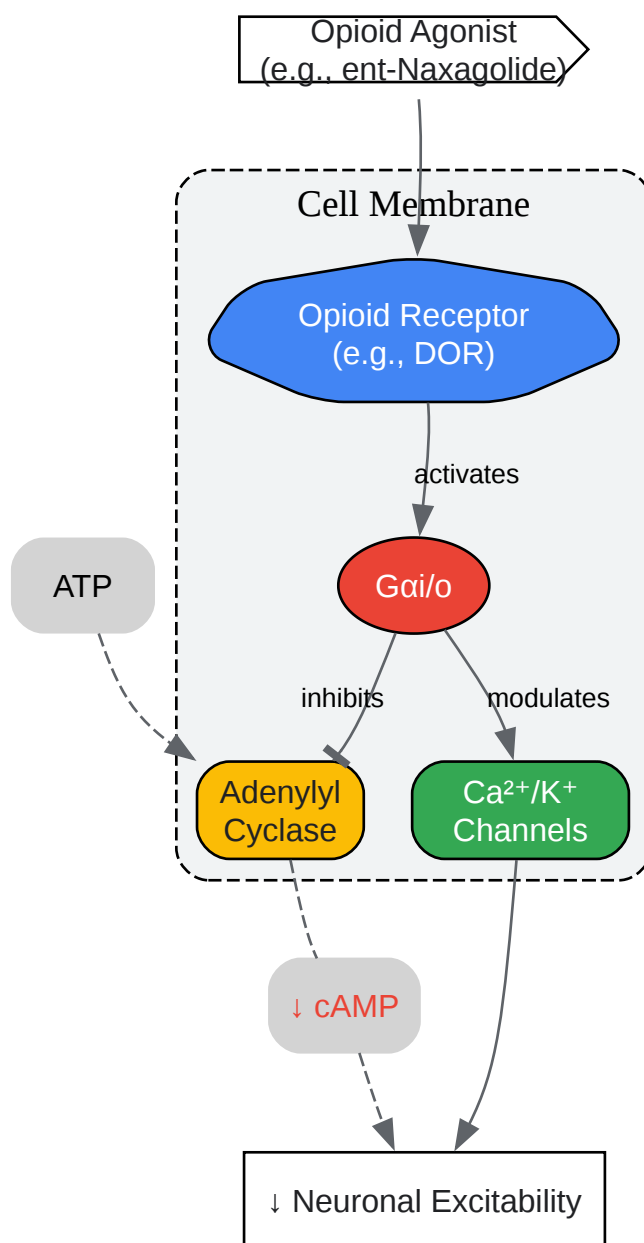 Opioid Agonist
(e.g., ent-Naxagolide)
Cell Membrane
Opioid Receptor
(e.g., DOR)
activates
ATP
Gαi/o
inhibits
modulates
Adenylyl
Cyclase
Ca²⁺/K⁺
Channels
↓ cAMP
↓ Neuronal Excitability